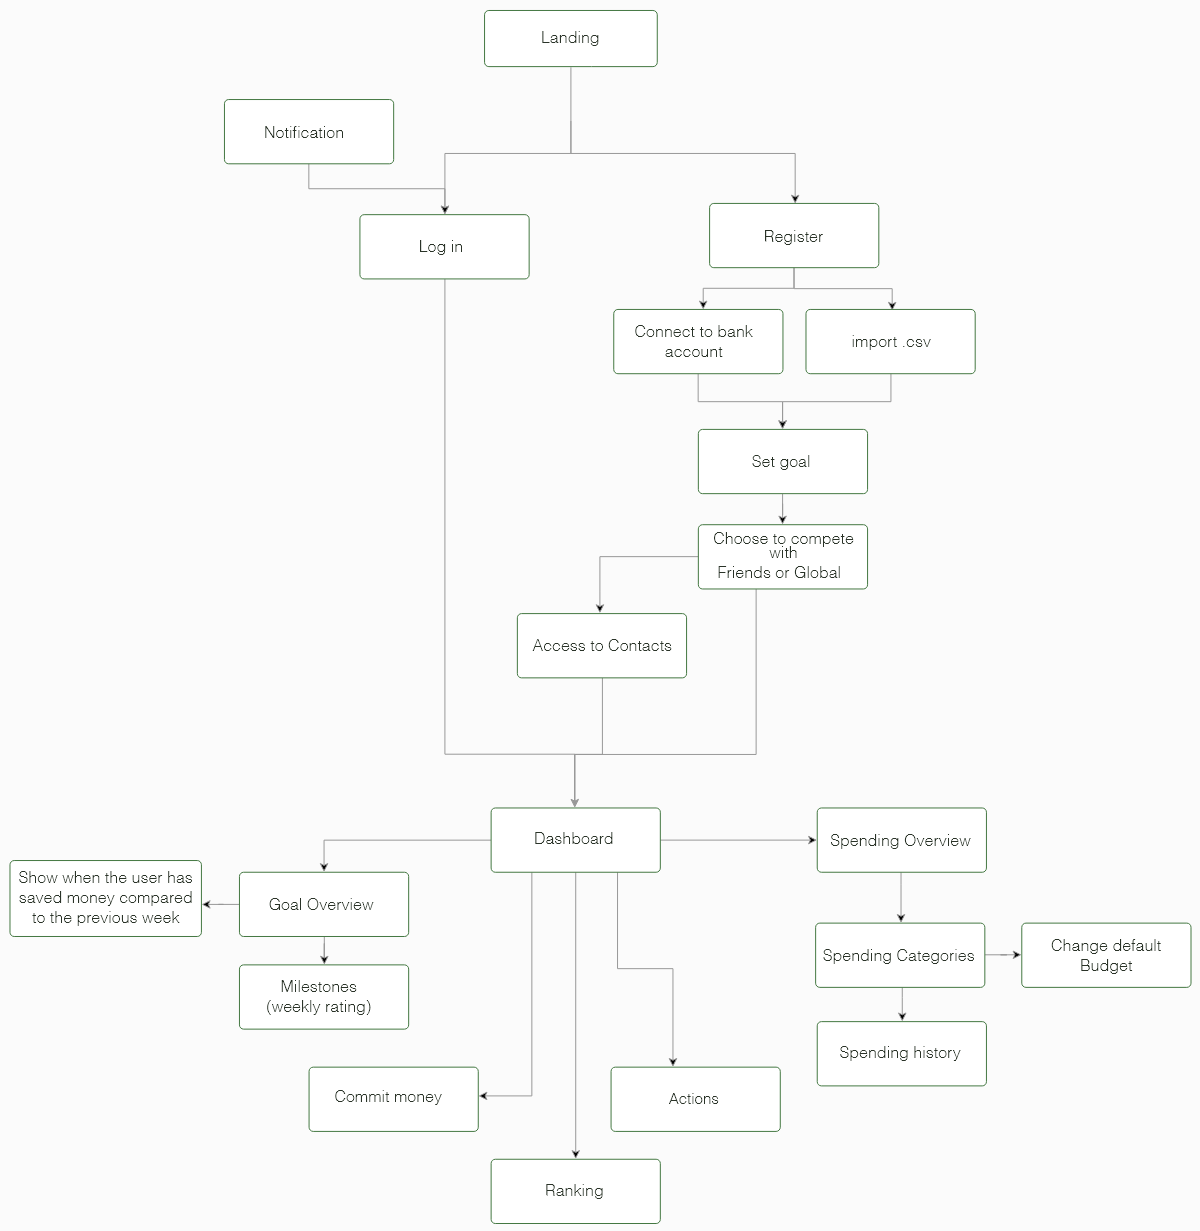 Landing
Notification
Log in
Register
Connect to bank
account
import .csv
Set goal
Choose to compete
with
Friends or Global
Access to Contacts
Dashboard
Spending Overview
Show when the user has
saved money compared
to the previous week
Goal Overview
Milestones
(weekly rating)
Spending Categories
Change default
Budget
Spending history
Commit money
Actions
Ranking